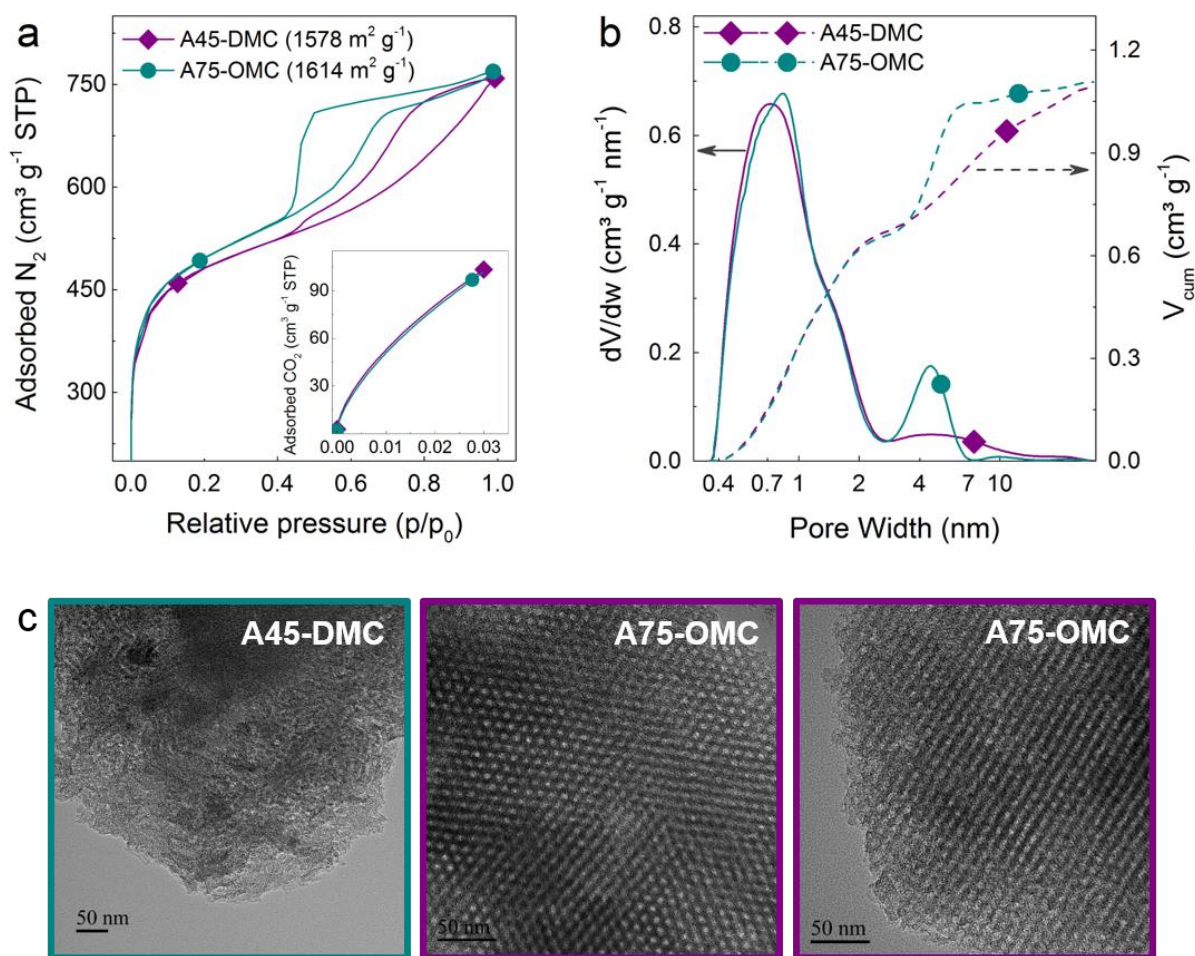 a
A45-DMC (1578 m² g⁻¹)
A75-OMC (1614 m² g⁻¹)
Adsorbed N₂ (cm³ g⁻¹ STP)
750
600
450
300
0.0 0.2 0.4 0.6 0.8 1.0
Relative pressure (p/p₀)
Adsorbed CO₂ (cm³ g⁻¹ STP)
90
60
30
0.00 0.01 0.02 0.03
b
A45-DMC
A75-OMC
dV/dw (cm³ g⁻¹ nm⁻¹)
0.8
0.6
0.4
0.2
0.0
0.4 0.7 1 2 4 7 10
Pore Width (nm)
1.2
0.9
0.6
0.3
0.0
V_cum (cm³ g⁻¹)
c
A45-DMC
50 nm
A75-OMC
50 nm
A75-OMC
50 nm